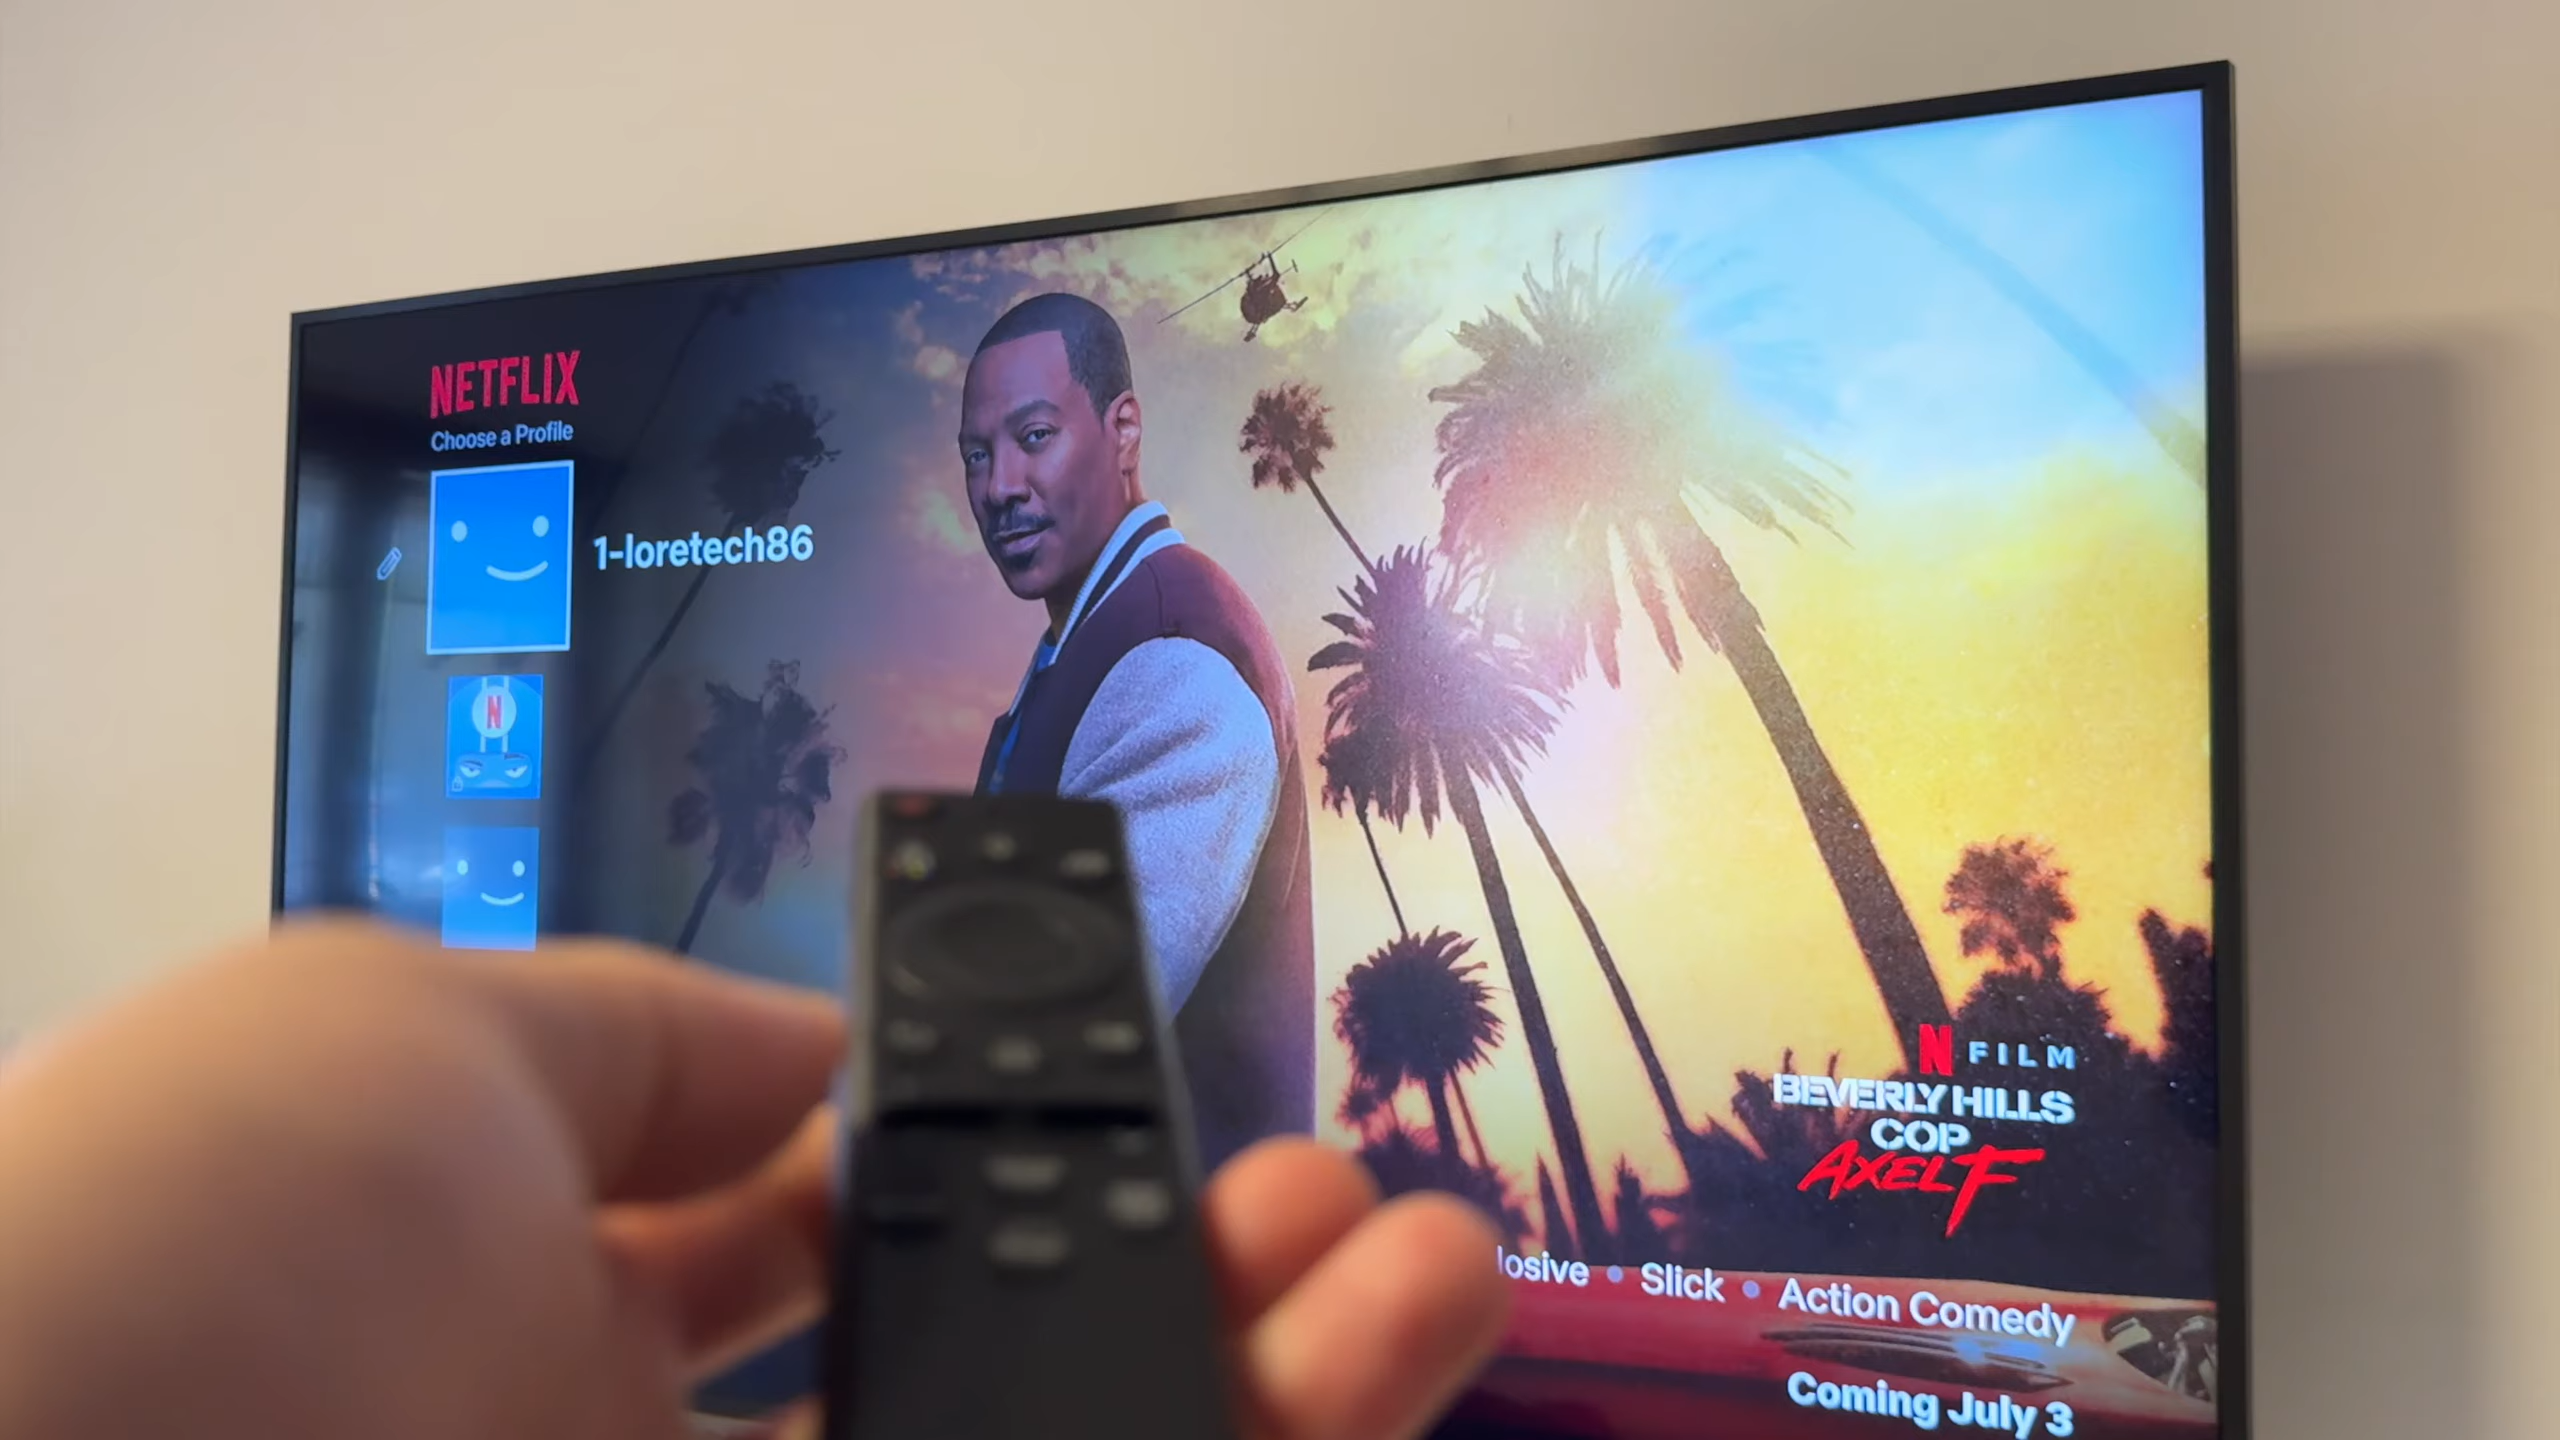 NETFLIX
Choose a Profile
1-loretech86
N
N FILM
BEVERLY HILLS
COP
AXEL F
losive • Slick • Action Comedy
Coming July 3